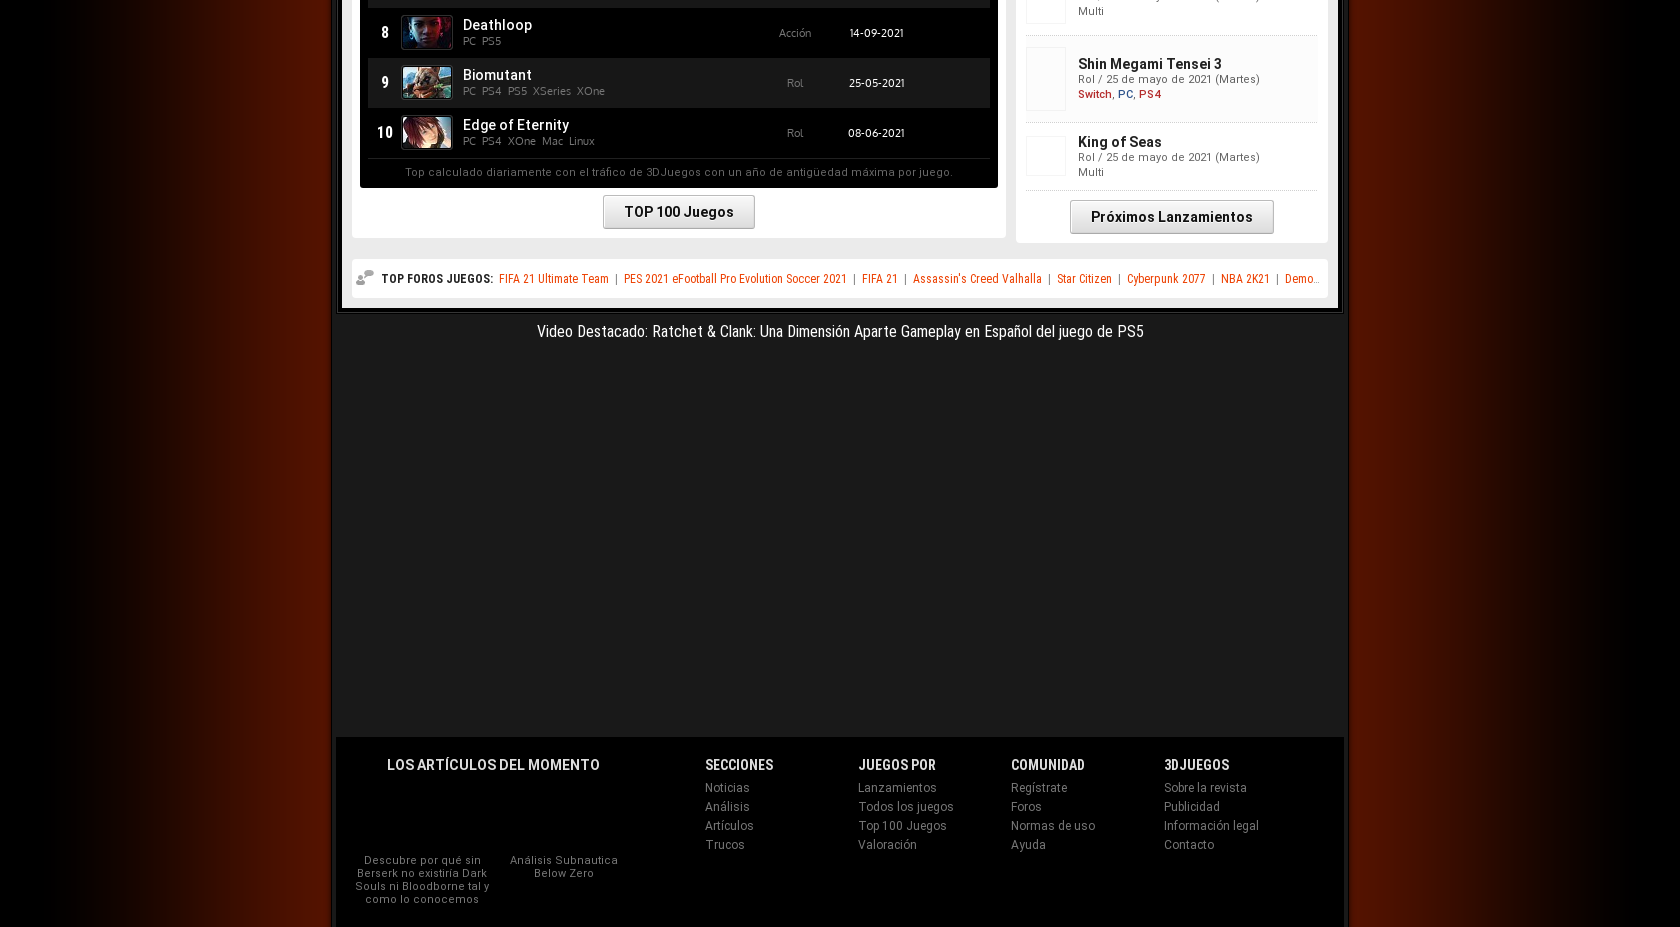 8
Deathloop
PC PS5
Acción
14-09-2021
9
Biomutant
PC PS4 PS5 XSeries XOne
Rol
25-05-2021
10
Edge of Eternity
PC PS4 XOne Mac Linux
Rol
08-06-2021
Top calculado diariamente con el tráfico de 3DJuegos con un año de antigüedad máxima por juego.
TOP 100 Juegos
Multi
Shin Megami Tensei 3
Rol / 25 de mayo de 2021 (Martes)
Switch, PC, PS4
King of Seas
Rol / 25 de mayo de 2021 (Martes)
Multi
Próximos Lanzamientos
TOP FOROS JUEGOS: FIFA 21 Ultimate Team | PES 2021 eFootball Pro Evolution Soccer 2021 | FIFA 21 | Assassin's Creed Valhalla | Star Citizen | Cyberpunk 2077 | NBA 2K21 | Demo...
Video Destacado: Ratchet & Clank: Una Dimensión Aparte Gameplay en Español del juego de PS5
LOS ARTÍCULOS DEL MOMENTO
Descubre por qué sin
Berserk no existiría Dark
Souls ni Bloodborne tal y
como lo conocemos
Análisis Subnautica
Below Zero
SECCIONES
Noticias
Análisis
Artículos
Trucos
JUEGOS POR
Lanzamientos
Todos los juegos
Top 100 Juegos
Valoración
COMUNIDAD
Regístrate
Foros
Normas de uso
Ayuda
3DJUEGOS
Sobre la revista
Publicidad
Información legal
Contacto